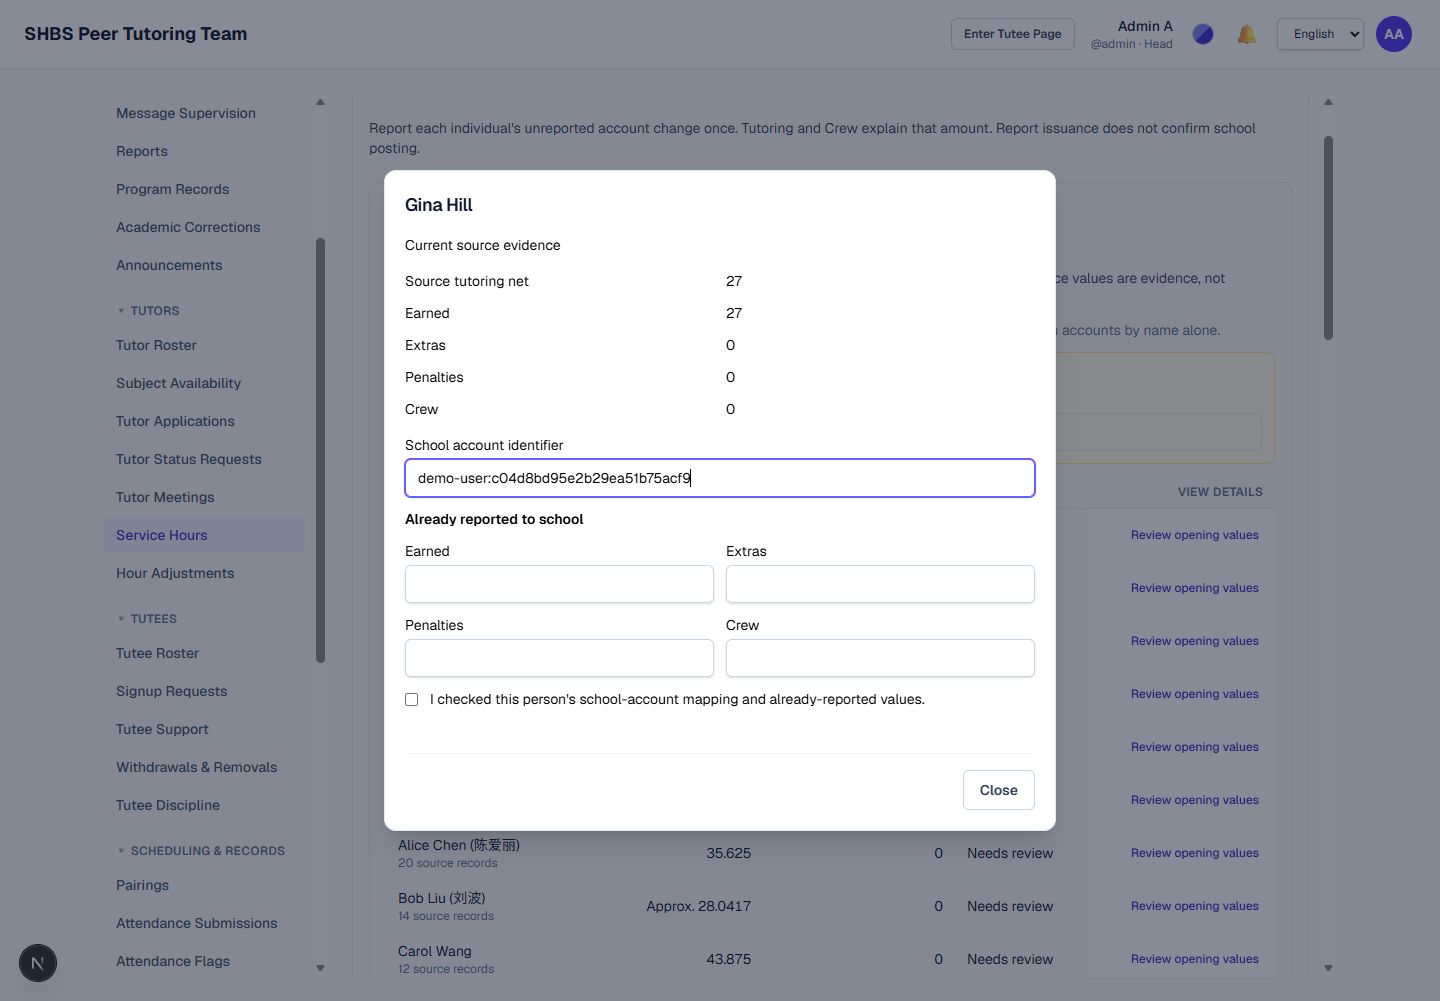 SHBS Peer Tutoring Team
Enter Tutee Page
Admin A
@admin · Head
English
AA
Message Supervision
Reports
Program Records
Academic Corrections
Announcements
TUTORS
Tutor Roster
Subject Availability
Tutor Applications
Tutor Status Requests
Tutor Meetings
Service Hours
Hour Adjustments
TUTEES
Tutee Roster
Signup Requests
Tutee Support
Withdrawals & Removals
Tutee Discipline
SCHEDULING & RECORDS
Pairings
Attendance Submissions
Attendance Flags
N
Report each individual's unreported account change once. Tutoring and Crew explain that amount. Report issuance does not confirm school
posting.
ce values are evidence, not
accounts by name alone.
VIEW DETAILS
Review opening values
Review opening values
Review opening values
Review opening values
Review opening values
Review opening values
Gina Hill
Current source evidence
Source tutoring net 27
Earned 27
Extras 0
Penalties 0
Crew 0
School account identifier
demo-user:c04d8bd95e2b29ea51b75acf9
Already reported to school
Earned Extras
Penalties Crew
I checked this person's school-account mapping and already-reported values.
Close
Alice Chen (陈爱丽) 35.625 0 Needs review Review opening values
20 source records
Bob Liu (刘波) Approx. 28.0417 0 Needs review Review opening values
14 source records
Carol Wang 43.875 0 Needs review Review opening values
12 source records